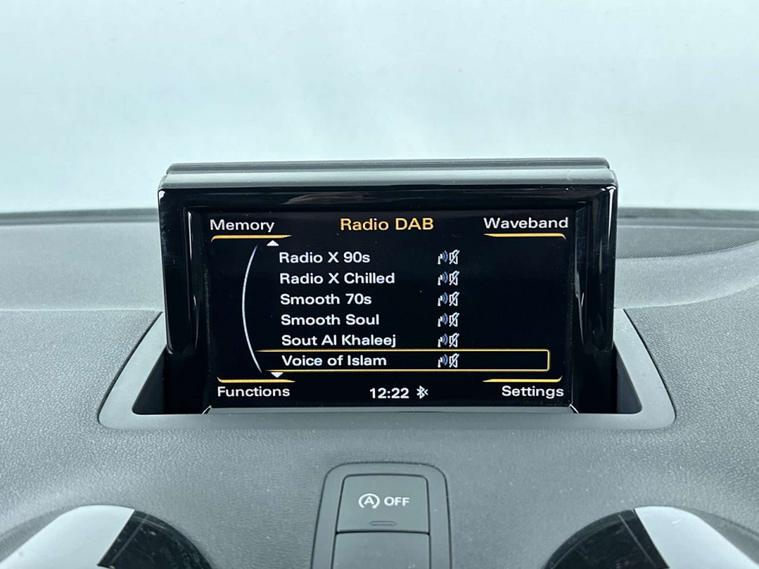 Memory Radio DAB Waveband
Radio X 90s
Radio X Chilled
Smooth 70s
Smooth Soul
Sout Al Khaleej
Voice of Islam
Functions 12:22 Settings
A OFF